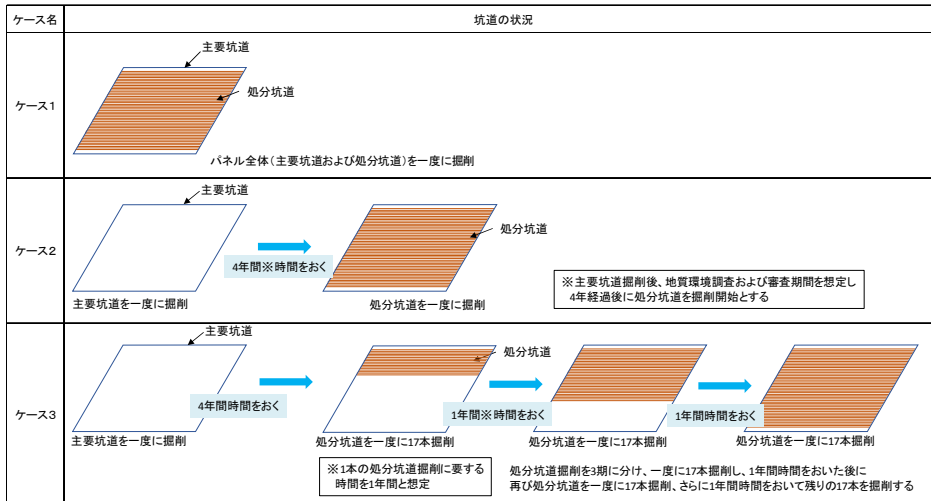 ケース名
坑道の状況
ケース1
主要坑道
処分坑道
パネル全体(主要坑道および処分坑道)を一度に掘削
ケース2
主要坑道
4年間※時間をおく
処分坑道
主要坑道を一度に掘削
処分坑道を一度に掘削
※主要坑道掘削後、地質環境調査および審査期間を想定し
4年経過後に処分坑道を掘削開始とする
ケース3
主要坑道
4年間時間をおく
処分坑道
1年間※時間をおく
1年間時間をおく
主要坑道を一度に掘削
処分坑道を一度に17本掘削
処分坑道を一度に17本掘削
処分坑道を一度に17本掘削
※1本の処分坑道掘削に要する
時間を1年間と想定
処分坑道掘削を3期に分け、一度に17本掘削し、1年間時間をおいた後に
再び処分坑道を一度に17本掘削、さらに1年間時間をおいて残りの17本を掘削する